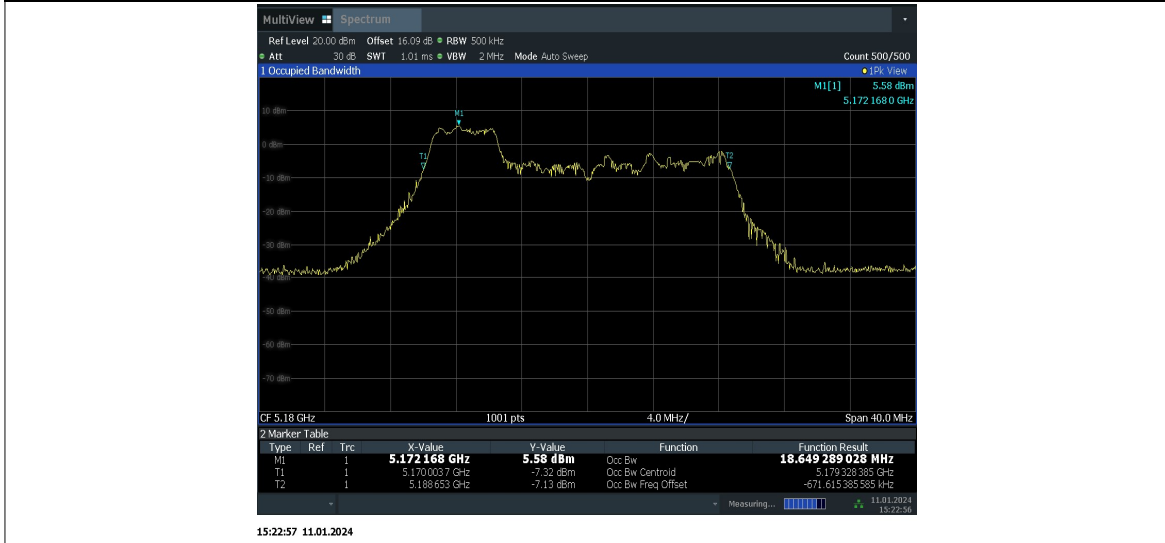 MultiView Spectrum
Ref Level 20.00 dBm Offset 16.09 dB RBW 500 kHz
Att 30 dB SWT 1.01 ms VBW 2 MHz Mode Auto Sweep Count 500/500
1 Occupied Bandwidth 1Pk View
M1[1] 5.58 dBm
5.172 168 0 GHz
10 dBm
M1
0 dBm
T1 T2
-10 dBm
-20 dBm
-30 dBm
-40 dBm
-50 dBm
-60 dBm
-70 dBm
CF 5.18 GHz 1001 pts 4.0 MHz/ Span 40.0 MHz
2 Marker Table
Type Ref Trc X-Value Y-Value Function Function Result
M1 1 5.172 168 GHz 5.58 dBm Occ Bw 18.649 289 028 MHz
T1 1 5.170 003 7 GHz -7.32 dBm Occ Bw Centroid 5.179 328 385 GHz
T2 1 5.188 653 GHz -7.13 dBm Occ Bw Freq Offset -671.615 385 585 kHz
Measuring... 11.01.2024
15:22:56
15:22:57 11.01.2024